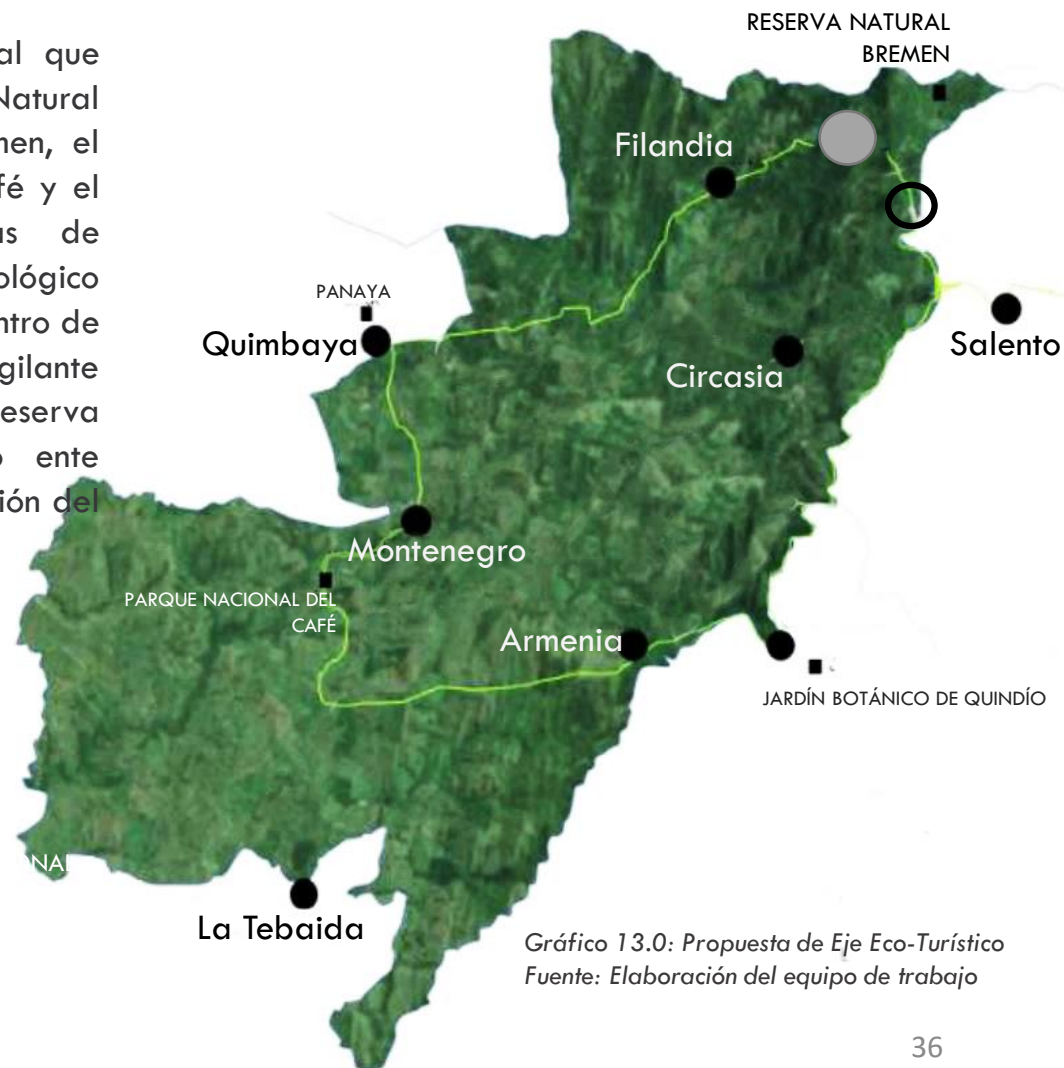 al que
Natural
men, el
fé y el
as de
ológico
ntro de
gilante
eserva
o ente
ión del
RESERVA NATURAL
BREMEN
Filandia
PANAYA
Quimbaya
Salento
Circasia
Montenegro
PARQUE NACIONAL DEL
CAFÉ
Armenia
JARDÍN BOTÁNICO DE QUINDÍO
ONAL
La Tebaida
Gráfico 13.0: Propuesta de Eje Eco-Turístico
Fuente: Elaboración del equipo de trabajo
36